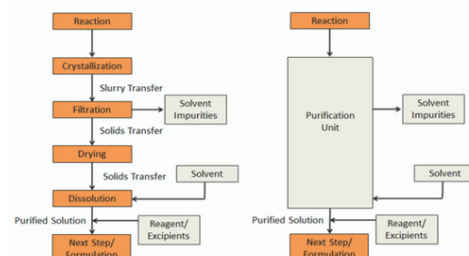 Reaction
Crystallization
Slurry Transfer
Filtration
Solvent
Impurities
Solids Transfer
Drying
Solids Transfer
Solvent
Dissolution
Purified Solution
Reagent/
Excipients
Next Step/
Formulation
Reaction
Purification
Unit
Solvent
Impurities
Solvent
Purified Solution
Reagent/
Excipients
Next Step/
Formulation